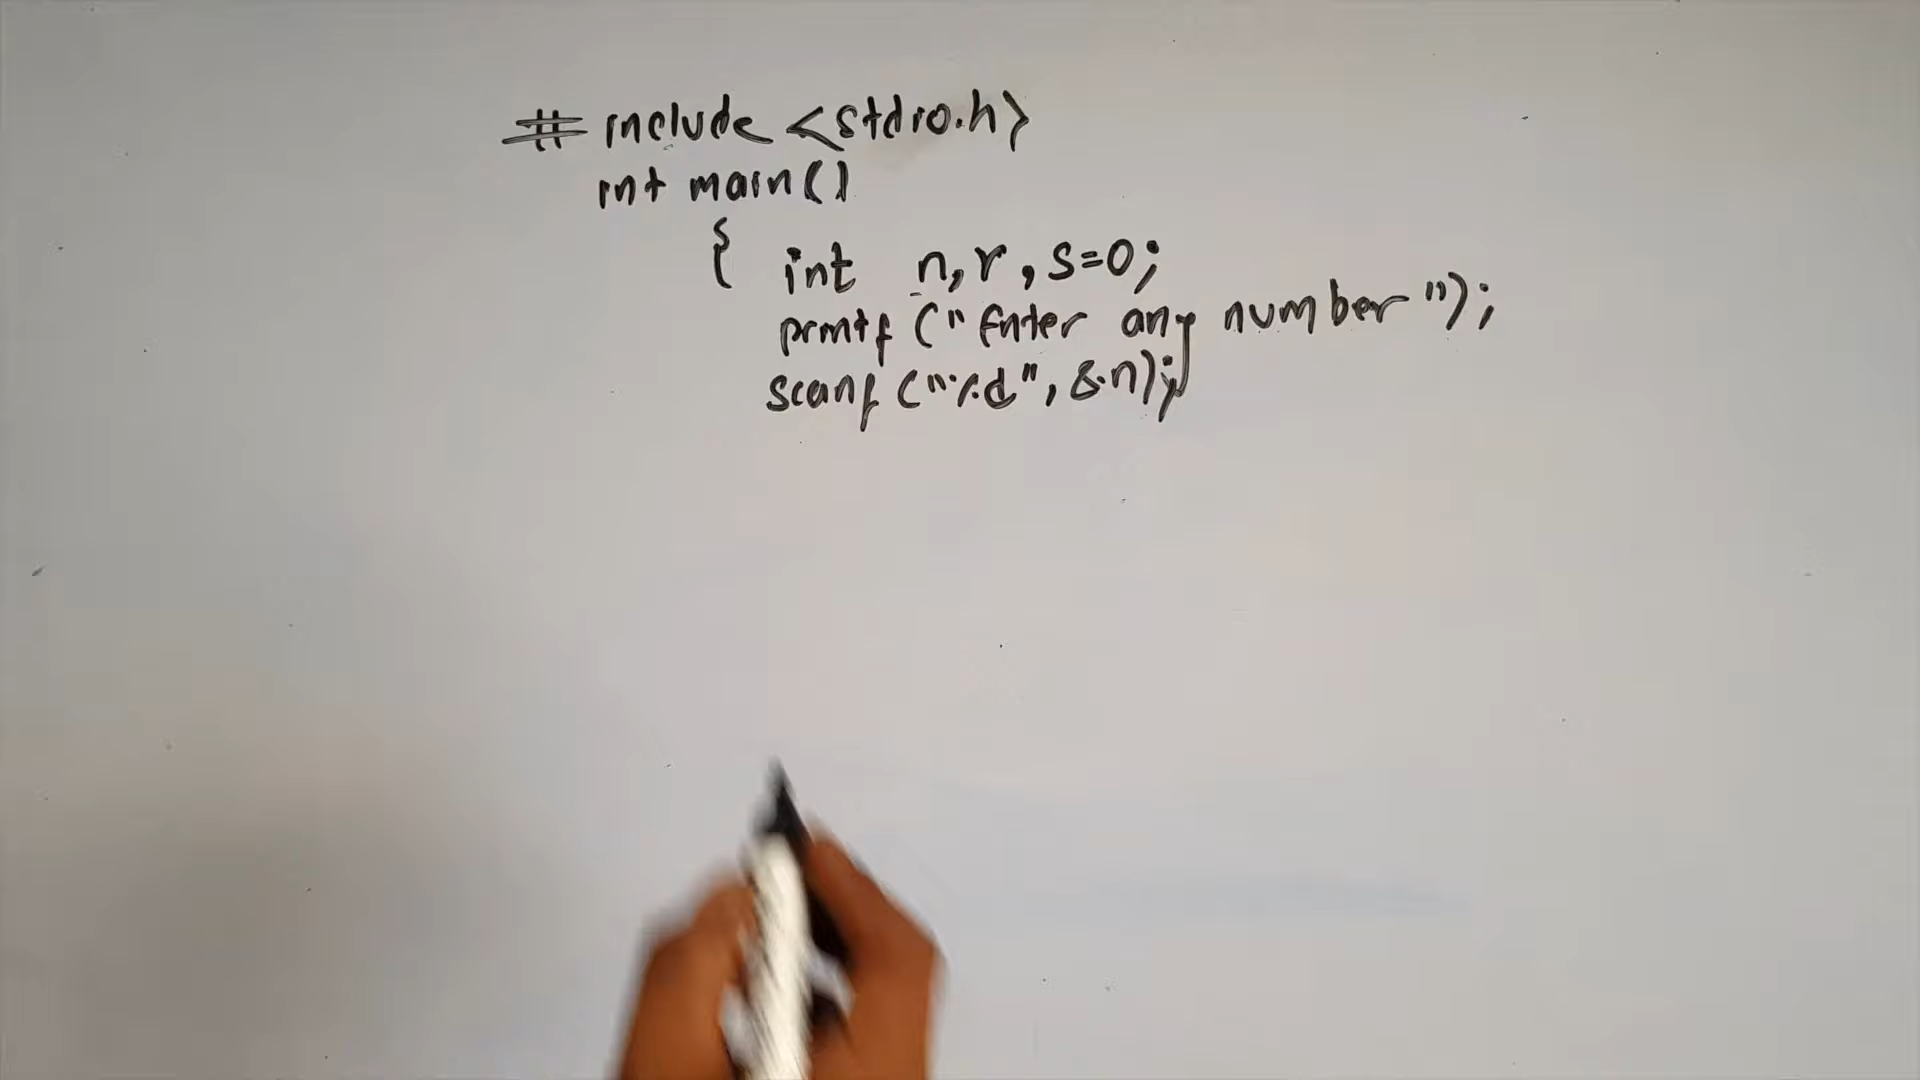 # include <stdio.h>
int main()
{ int n, r, s=0;
printf ("Enter any number");
scanf ("%d", &n);